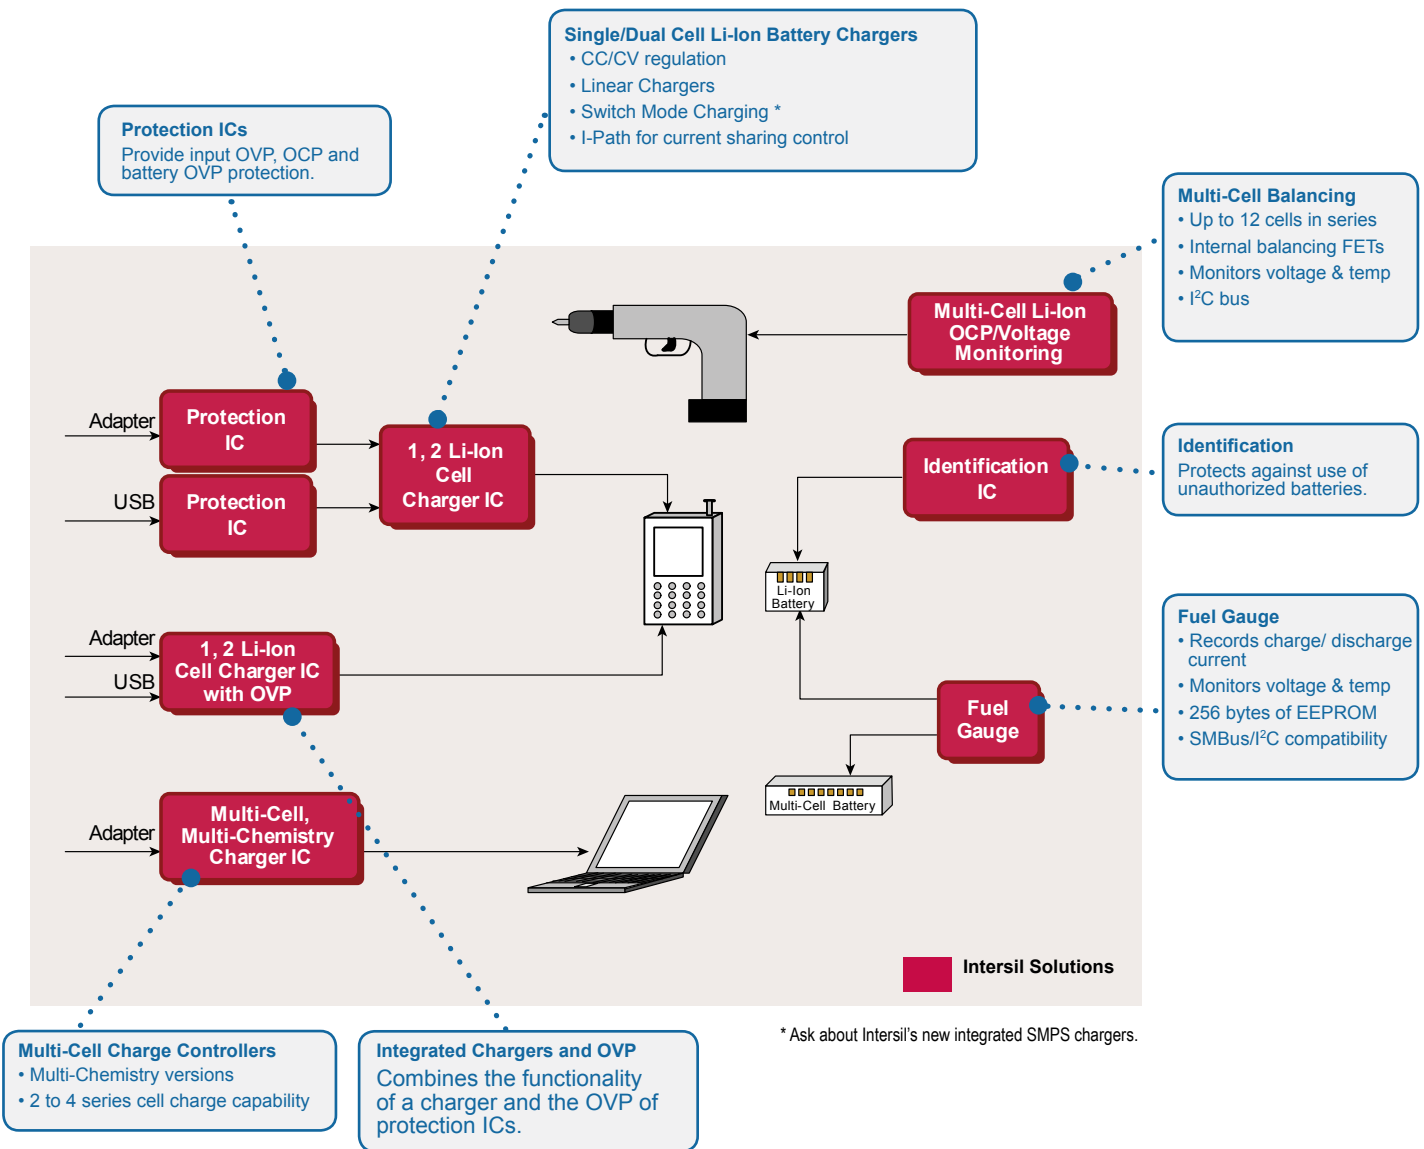 Single/Dual Cell Li-Ion Battery Chargers
• CC/CV regulation
• Linear Chargers
• Switch Mode Charging *
• I-Path for current sharing control
Protection ICs
Provide input OVP, OCP and
battery OVP protection.
Multi-Cell Balancing
• Up to 12 cells in series
• Internal balancing FETs
• Monitors voltage & temp
• I²C bus
Multi-Cell Li-Ion
OCP/Voltage
Monitoring
Adapter
Protection
IC
USB
Protection
IC
1, 2 Li-Ion
Cell
Charger IC
Identification
IC
Identification
Protects against use of
unauthorized batteries.
Li-Ion
Battery
Adapter
USB
1, 2 Li-Ion
Cell Charger IC
with OVP
Fuel
Gauge
Fuel Gauge
• Records charge/ discharge
current
• Monitors voltage & temp
• 256 bytes of EEPROM
• SMBus/I²C compatibility
Multi-Cell Battery
Adapter
Multi-Cell,
Multi-Chemistry
Charger IC
Intersil Solutions
* Ask about Intersil's new integrated SMPS chargers.
Multi-Cell Charge Controllers
• Multi-Chemistry versions
• 2 to 4 series cell charge capability
Integrated Chargers and OVP
Combines the functionality
of a charger and the OVP of
protection ICs.